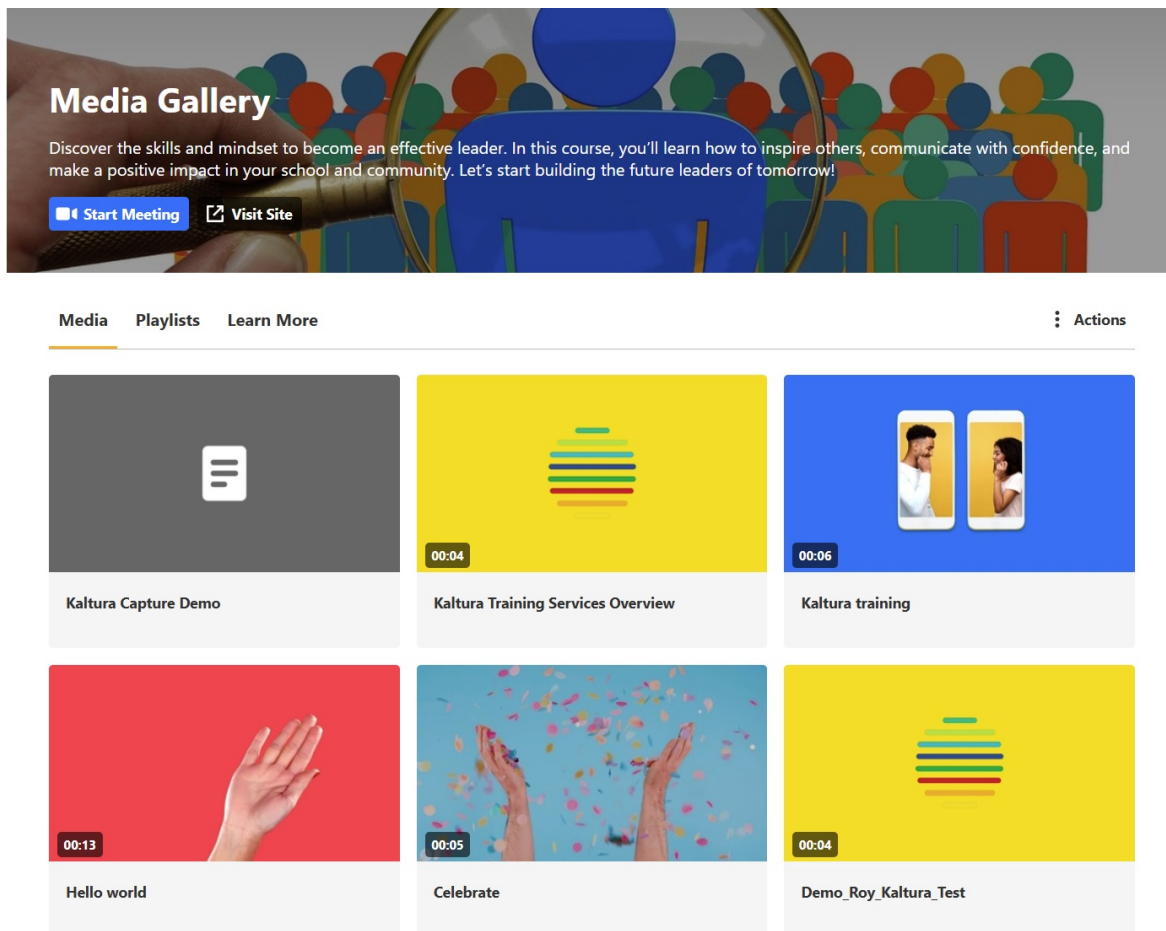 Media Gallery
Discover the skills and mindset to become an effective leader. In this course, you'll learn how to inspire others, communicate with confidence, and
make a positive impact in your school and community. Let's start building the future leaders of tomorrow!
Start Meeting Visit Site
Media Playlists Learn More Actions
00:04 00:06
Kaltura Capture Demo Kaltura Training Services Overview Kaltura training
00:13 00:05 00:04
Hello world Celebrate Demo_Roy_Kaltura_Test